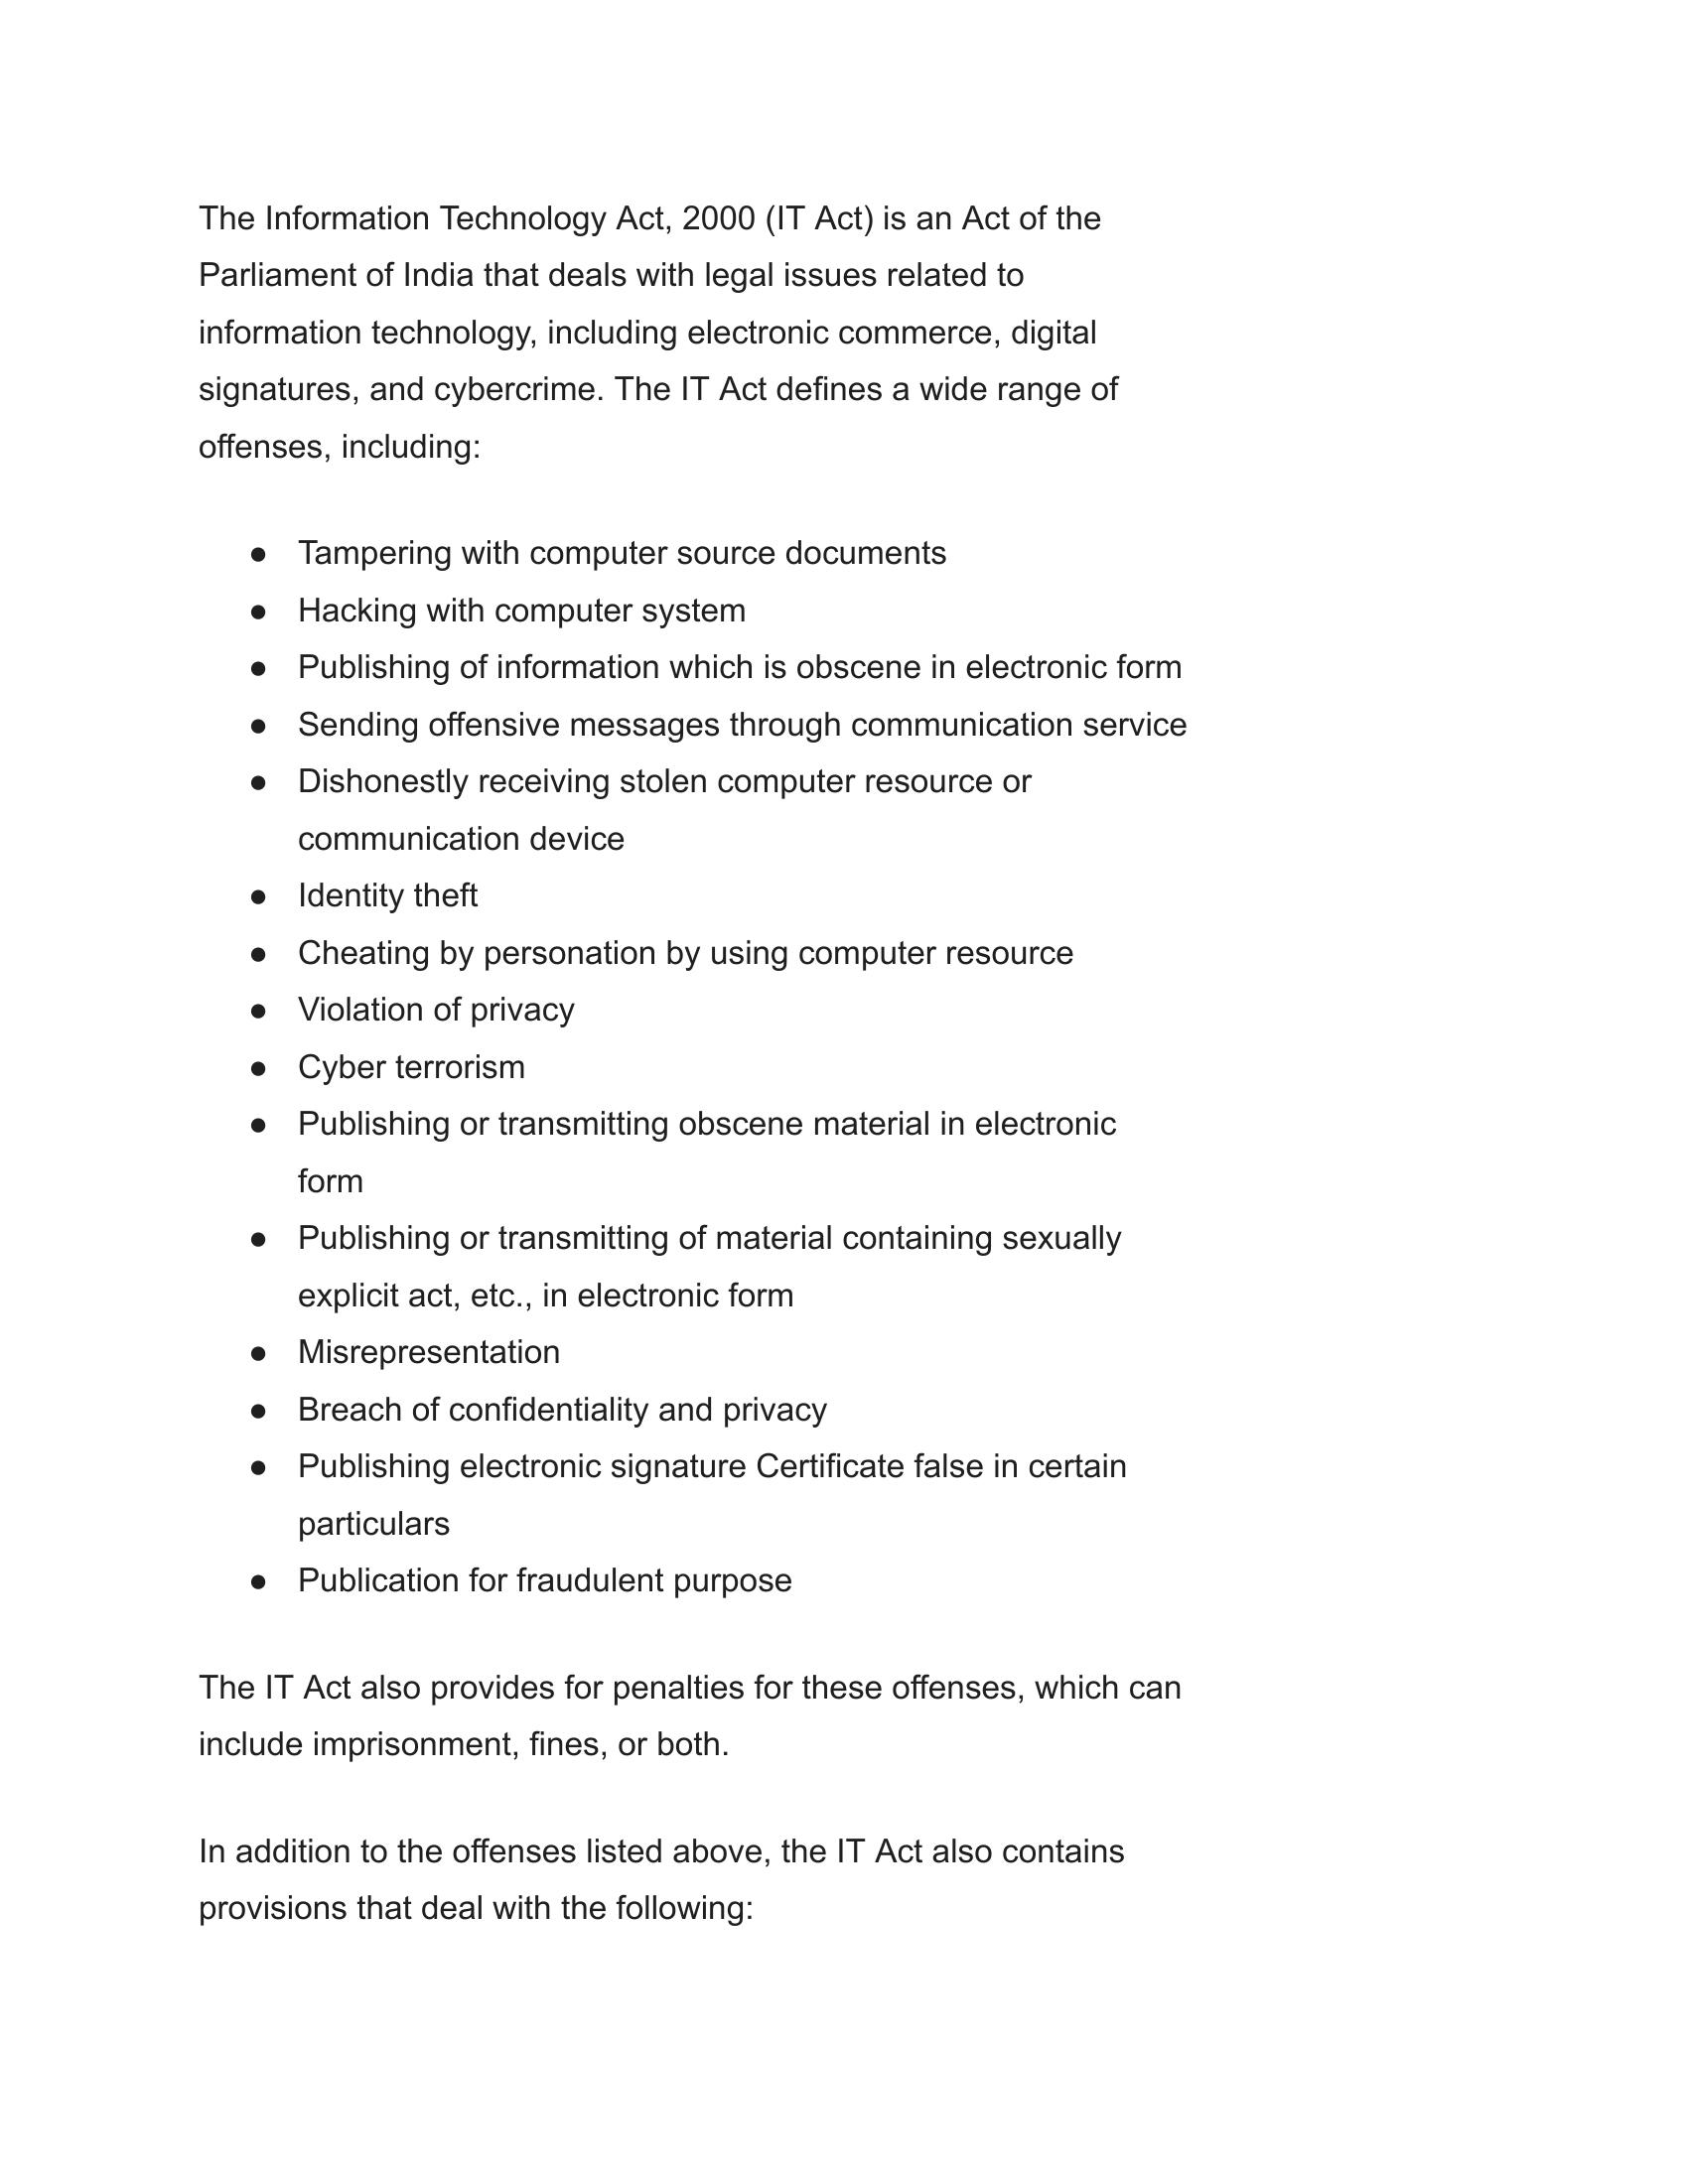 The Information Technology Act, 2000 (IT Act) is an Act of the
Parliament of India that deals with legal issues related to
information technology, including electronic commerce, digital
signatures, and cybercrime. The IT Act defines a wide range of
offenses, including:
● Tampering with computer source documents
● Hacking with computer system
● Publishing of information which is obscene in electronic form
● Sending offensive messages through communication service
● Dishonestly receiving stolen computer resource or
communication device
● Identity theft
● Cheating by personation by using computer resource
● Violation of privacy
● Cyber terrorism
● Publishing or transmitting obscene material in electronic
form
● Publishing or transmitting of material containing sexually
explicit act, etc., in electronic form
● Misrepresentation
● Breach of confidentiality and privacy
● Publishing electronic signature Certificate false in certain
particulars
● Publication for fraudulent purpose
The IT Act also provides for penalties for these offenses, which can
include imprisonment, fines, or both.
In addition to the offenses listed above, the IT Act also contains
provisions that deal with the following: